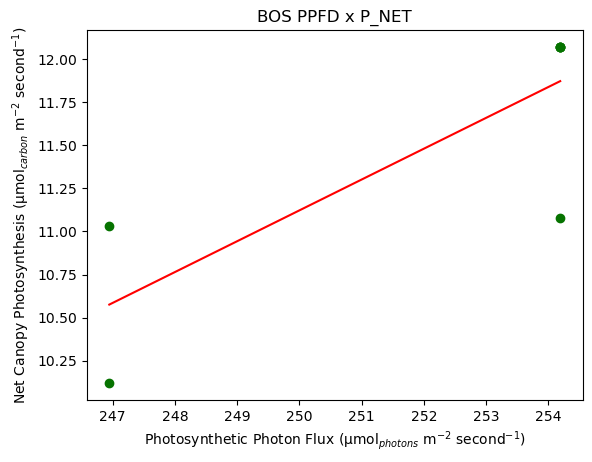 BOS PPFD x P_NET
Net Canopy Photosynthesis (μmol_carbon m⁻² second⁻¹)
12.00
11.75
11.50
11.25
11.00
10.75
10.50
10.25
247 248 249 250 251 252 253 254
Photosynthetic Photon Flux (μmol_photons m⁻² second⁻¹)